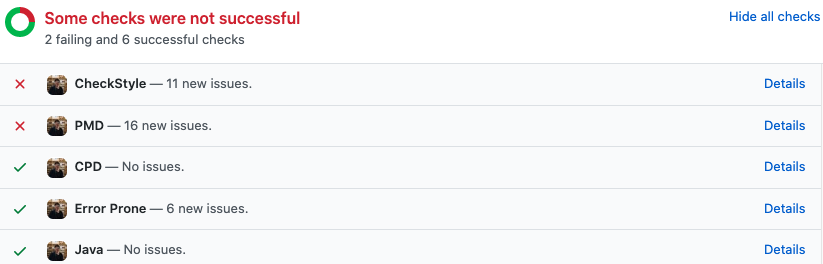 Some checks were not successful
Hide all checks
2 failing and 6 successful checks
CheckStyle — 11 new issues.
Details
PMD — 16 new issues.
Details
CPD — No issues.
Details
Error Prone — 6 new issues.
Details
Java — No issues.
Details